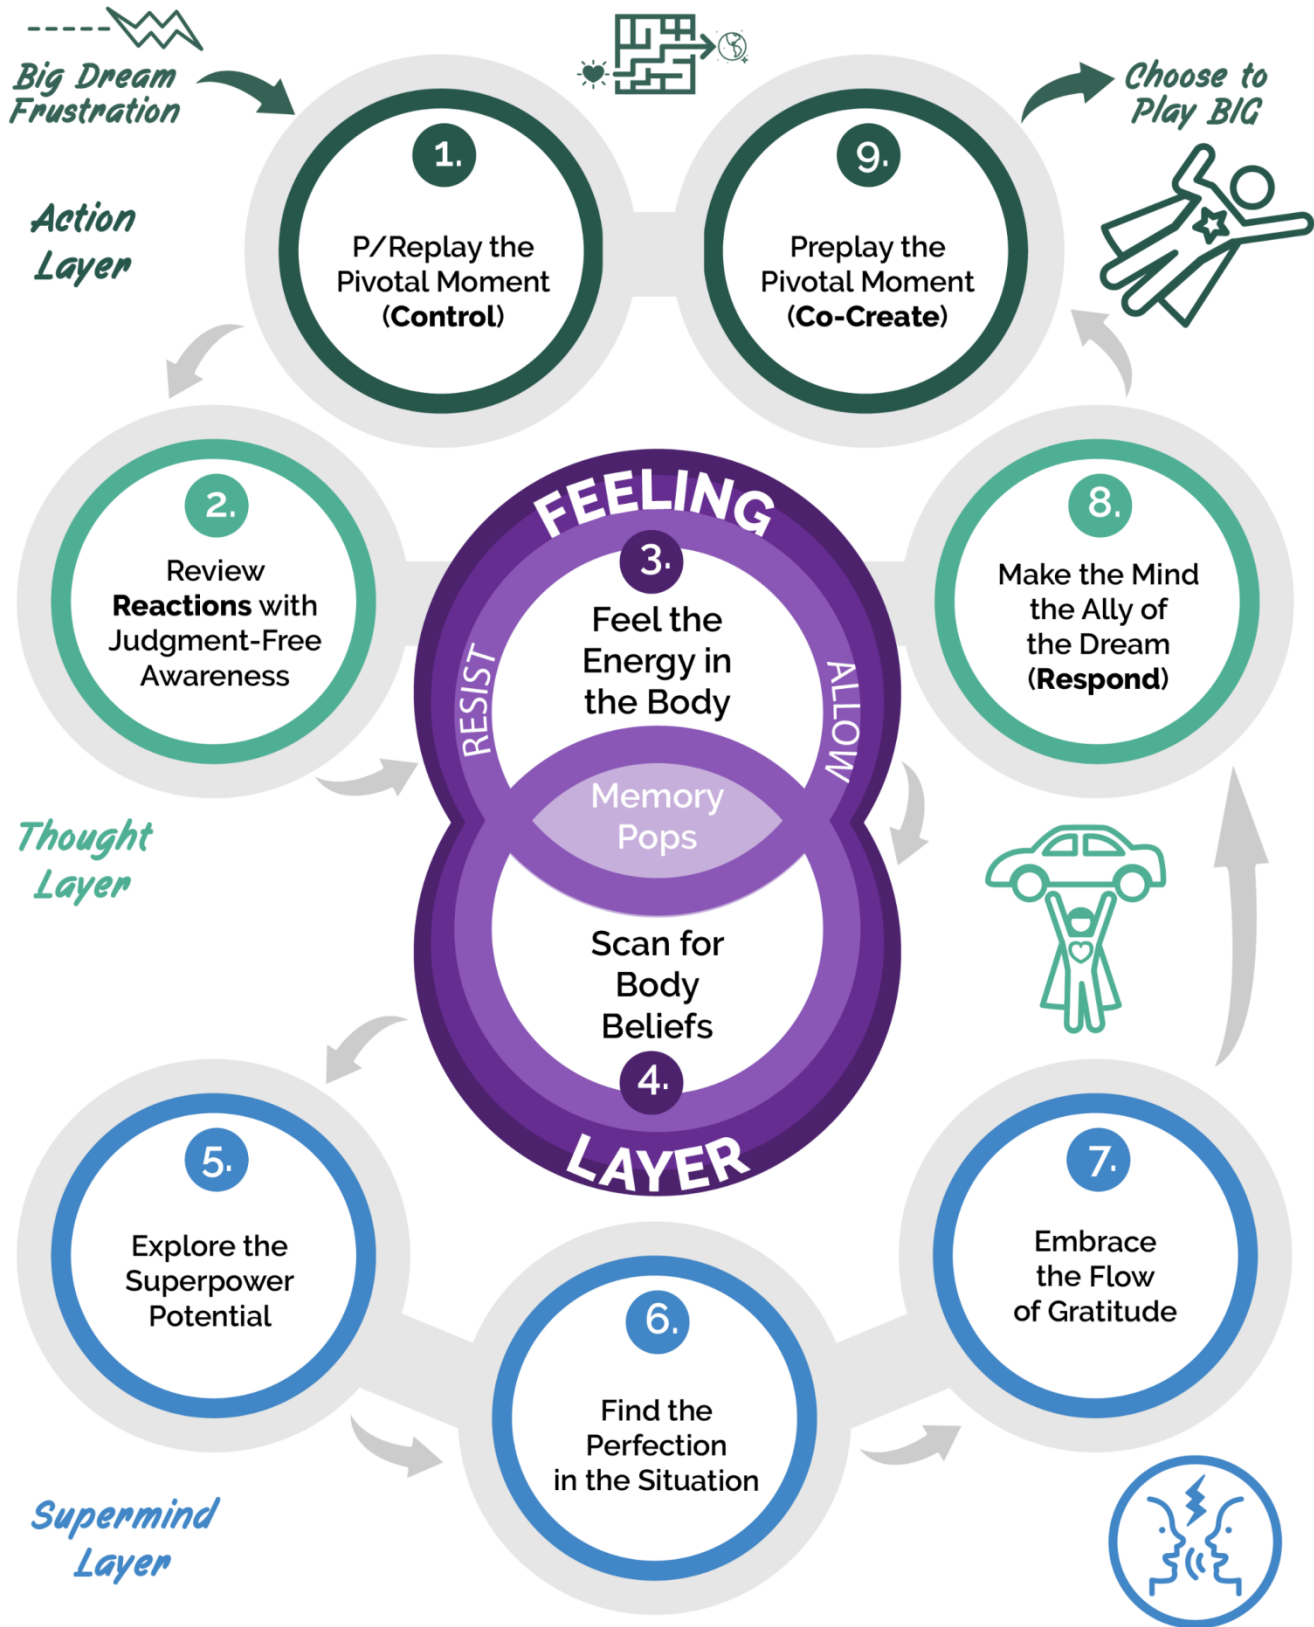 Big Dream
Frustration
Choose to
Play BIG
Action
Layer
1.
P/Replay the
Pivotal Moment
(Control)
9.
Preplay the
Pivotal Moment
(Co-Create)
2.
Review
Reactions with
Judgment-Free
Awareness
FEELING
3.
Feel the
Energy in
the Body
RESIST
ALLOW
Memory
Pops
Scan for
Body
Beliefs
4.
LAYER
8.
Make the Mind
the Ally of
the Dream
(Respond)
Thought
Layer
5.
Explore the
Superpower
Potential
6.
Find the
Perfection
in the Situation
7.
Embrace
the Flow
of Gratitude
Supermind
Layer